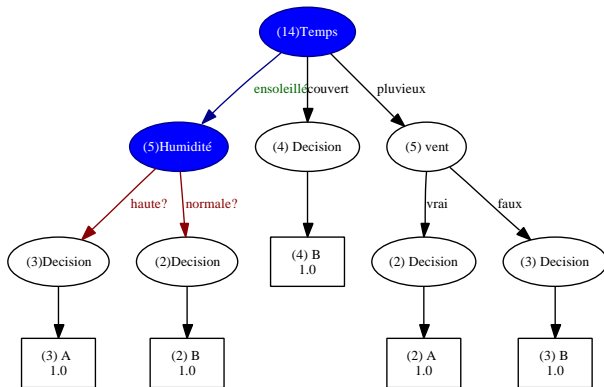 (14)Temps
ensoleillé couvert pluvieux
(5)Humidité (4) Decision (5) vent
haute? normale? vrai faux
(3)Decision (2)Decision (4) B (2) Decision (3) Decision
1.0
(3) A (2) B (2) A (3) B
1.0 1.0 1.0 1.0